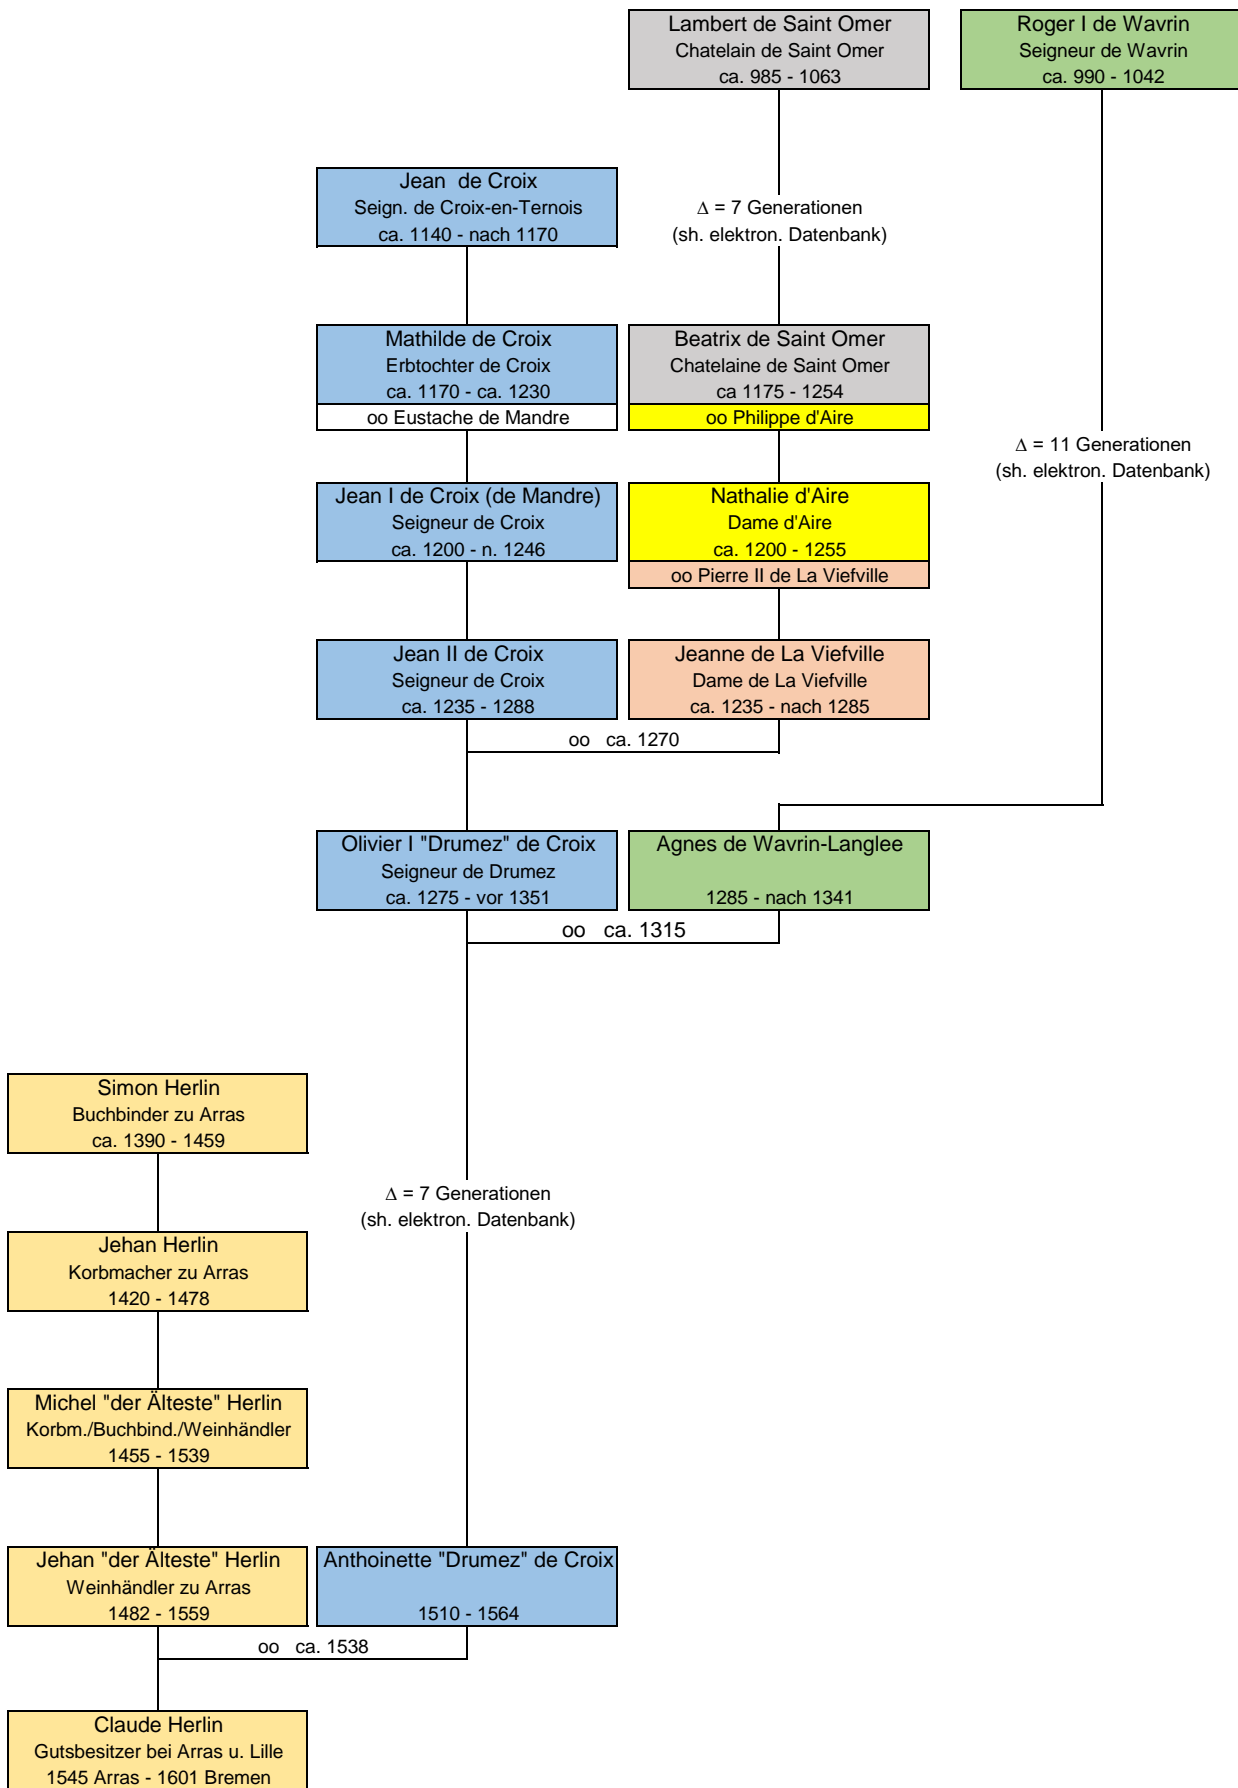 Lambert de Saint Omer
Chatelain de Saint Omer
ca. 985 - 1063
Roger I de Wavrin
Seigneur de Wavrin
ca. 990 - 1042
Jean  de Croix
Seign. de Croix-en-Ternois
ca. 1140 - nach 1170
Δ = 7 Generationen
(sh. elektron. Datenbank)
Mathilde de Croix
Erbtochter de Croix
ca. 1170 - ca. 1230
oo Eustache de Mandre
Beatrix de Saint Omer
Chatelaine de Saint Omer
ca 1175 - 1254
oo Philippe d'Aire
Δ = 11 Generationen
(sh. elektron. Datenbank)
Jean I de Croix (de Mandre)
Seigneur de Croix
ca. 1200 - n. 1246
Nathalie d'Aire
Dame d'Aire
ca. 1200 - 1255
oo Pierre II de La Viefville
Jean II de Croix
Seigneur de Croix
ca. 1235 - 1288
Jeanne de La Viefville
Dame de La Viefville
ca. 1235 - nach 1285
oo   ca. 1270
Olivier I "Drumez" de Croix
Seigneur de Drumez
ca. 1275 - vor 1351
Agnes de Wavrin-Langlee
1285 - nach 1341
oo   ca. 1315
Simon Herlin
Buchbinder zu Arras
ca. 1390 - 1459
Δ = 7 Generationen
(sh. elektron. Datenbank)
Jehan Herlin
Korbmacher zu Arras
1420 - 1478
Michel "der Älteste" Herlin
Korbm./Buchbind./Weinhändler
1455 - 1539
Jehan "der Älteste" Herlin
Weinhändler zu Arras
1482 - 1559
Anthoinette "Drumez" de Croix
1510 - 1564
oo   ca. 1538
Claude Herlin
Gutsbesitzer bei Arras u. Lille
1545 Arras - 1601 Bremen